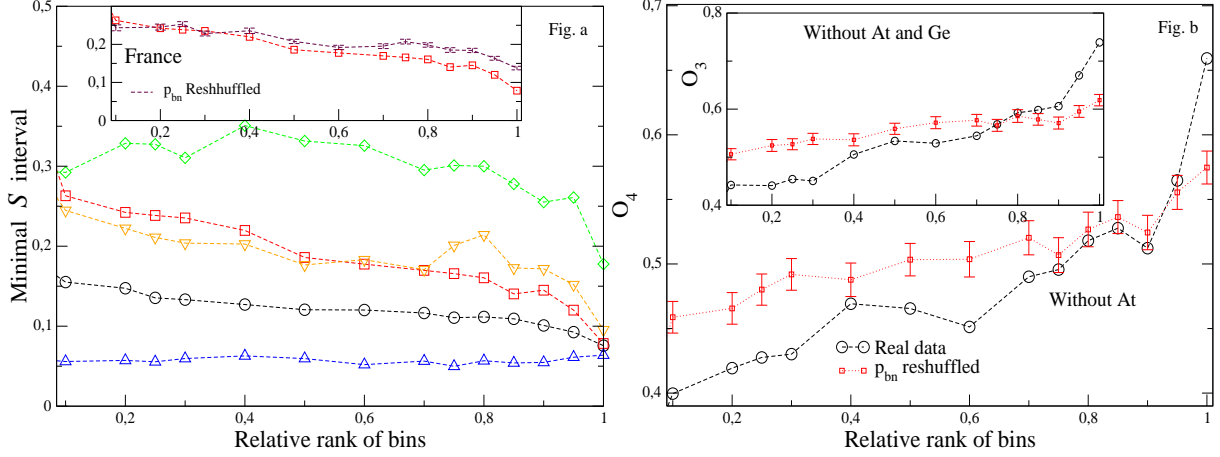 Fig. a
0,2
0,1
0
France
p_bn Reshhuffled
0,2 0,4 0,6 0,8 1
0,5
0,4
0,3
0,2
0,1
0
Minimal S interval
0,2 0,4 0,6 0,8 1
Relative rank of bins
Fig. b
Without At and Ge
O_3
0,8
0,6
0,4
0,2 0,4 0,6 0,8 1
0,7
0,6
0,5
0,4
O_4
Without At
Real data
p_bn reshuffled
0,2 0,4 0,6 0,8 1
Relative rank of bins